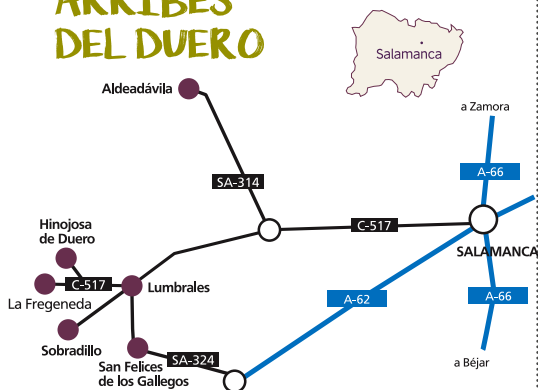 ARRIBES
DEL DUERO
Salamanca
Aldeadávila
a Zamora
A-66
SA-314
C-517
Hinojosa
de Duero
SALAMANCA
C-517
Lumbrales
La Fregeneda
A-62
A-66
Sobradillo
San Felices
de los Gallegos
SA-324
a Béjar